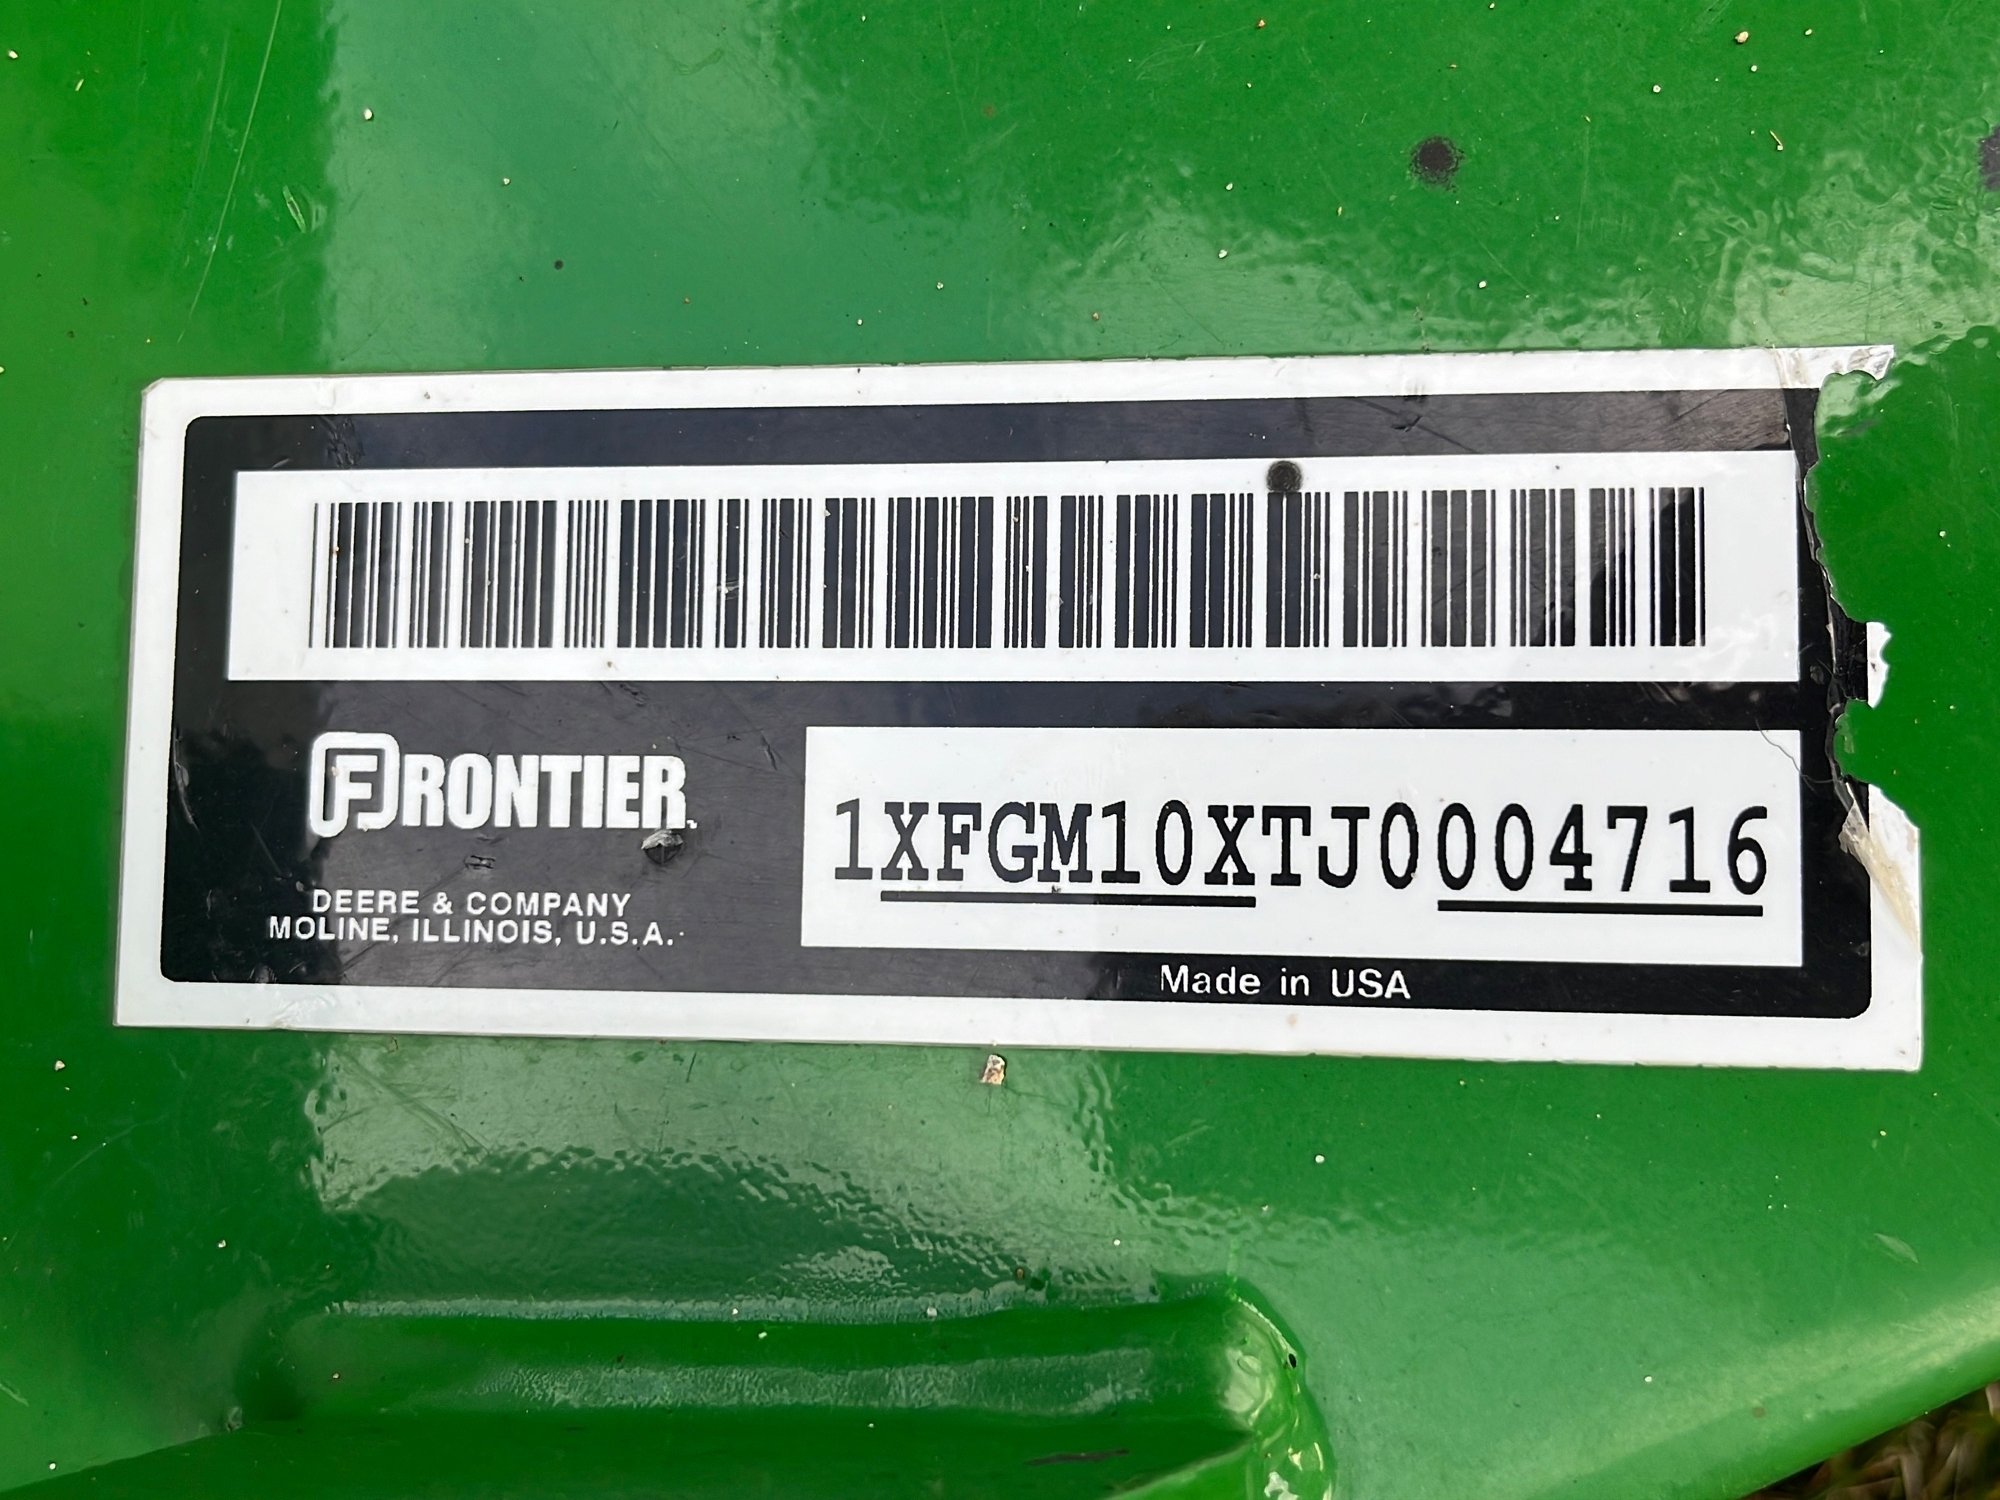 FRONTIER
DEERE & COMPANY
MOLINE, ILLINOIS, U.S.A.
1XFGM10XTJ0004716
Made in USA